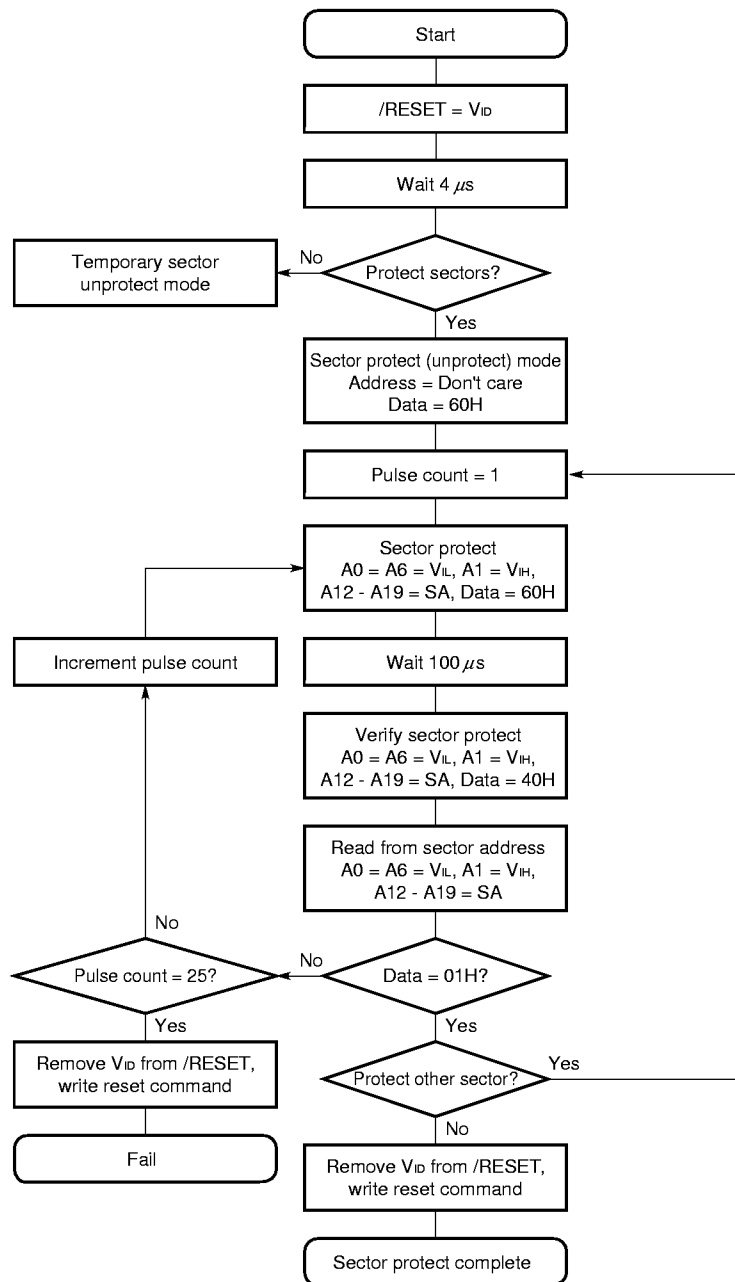 Start
/RESET = VID
Wait 4 μs
No
Temporary sector
unprotect mode
Protect sectors?
Yes
Sector protect (unprotect) mode
Address = Don't care
Data = 60H
Pulse count = 1
Sector protect
A0 = A6 = VIL, A1 = VIH,
A12 - A19 = SA, Data = 60H
Increment pulse count
Wait 100 μs
Verify sector protect
A0 = A6 = VIL, A1 = VIH,
A12 - A19 = SA, Data = 40H
Read from sector address
A0 = A6 = VIL, A1 = VIH,
A12 - A19 = SA
No
No
Pulse count = 25?
Data = 01H?
Yes
Yes
Remove VID from /RESET,
write reset command
Protect other sector?
Yes
Fail
No
Remove VID from /RESET,
write reset command
Sector protect complete